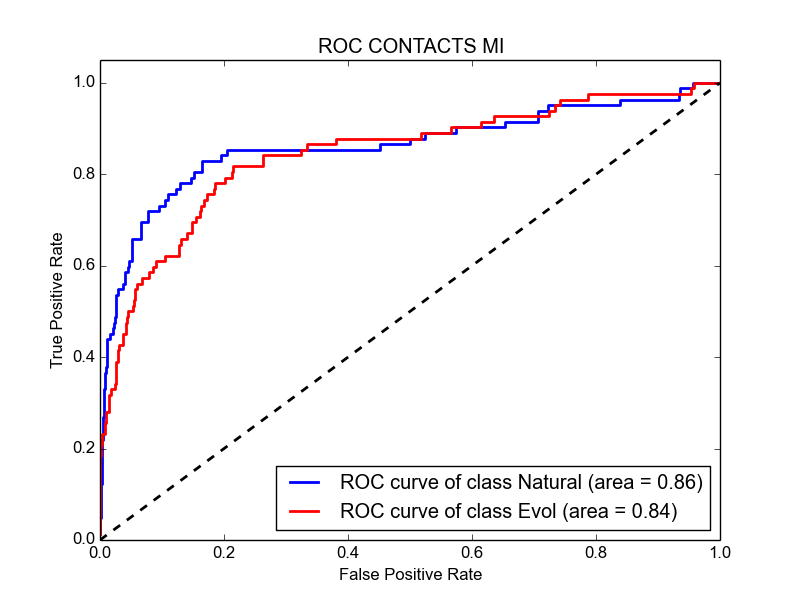 ROC CONTACTS MI
1.0
0.8
0.6
0.4
0.2
0.0
True Positive Rate
ROC curve of class Natural (area = 0.86)
ROC curve of class Evol (area = 0.84)
0.0 0.2 0.4 0.6 0.8 1.0
False Positive Rate